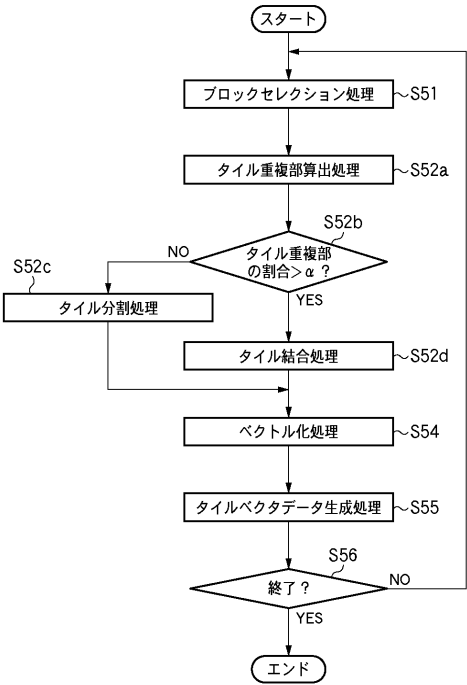 スタート
ブロックセレクション処理
S51
タイル重複部算出処理
S52a
S52b
タイル重複部
の割合>α?
NO
YES
S52c
タイル分割処理
タイル結合処理
S52d
ベクトル化処理
S54
タイルベクタデータ生成処理
S55
S56
終了?
NO
YES
エンド